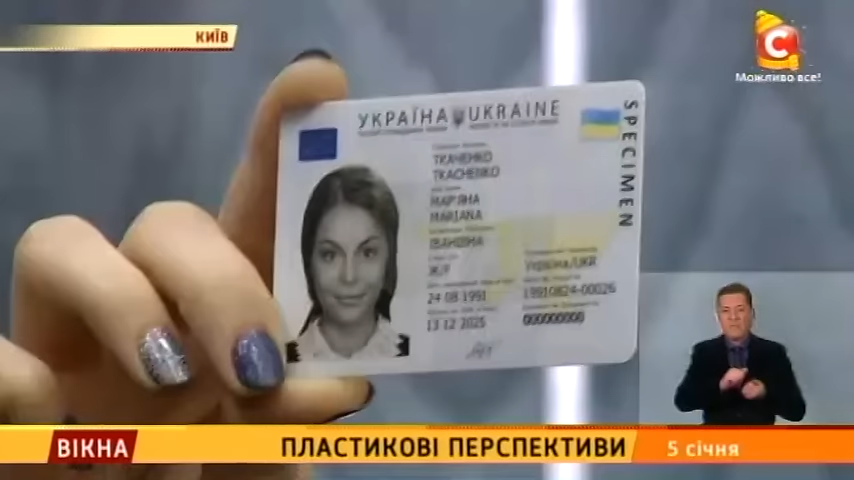 КИЇВ
С
Можливо все!
УКРАЇНА UKRAINE
SPECIMEN
ТКАЧЕНКО
TKACHENKO
МАР'ЯНА
MARIANA
ІВАНІВНА
Ж/F
Україна/UKR
24 08 1991
19910824-00026
13 12 2025
000000000
ВІКНА
ПЛАСТИКОВІ ПЕРСПЕКТИВИ
5 січня